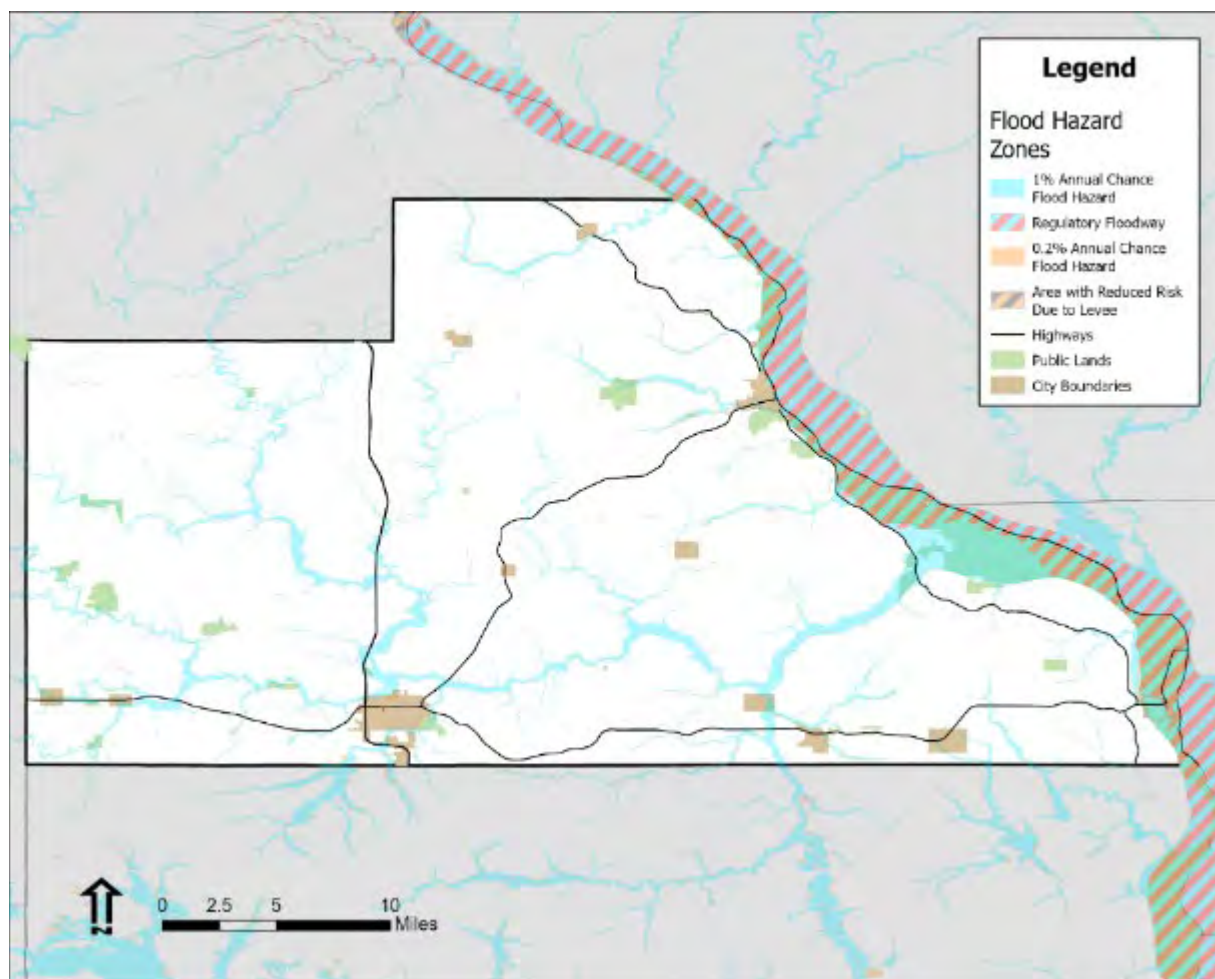 Legend
Flood Hazard
Zones
1% Annual Chance
Flood Hazard
Regulatory Floodway
0.2% Annual Chance
Flood Hazard
Area with Reduced Risk
Due to Levee
Highways
Public Lands
City Boundaries
N
0 2.5 5 10
Miles